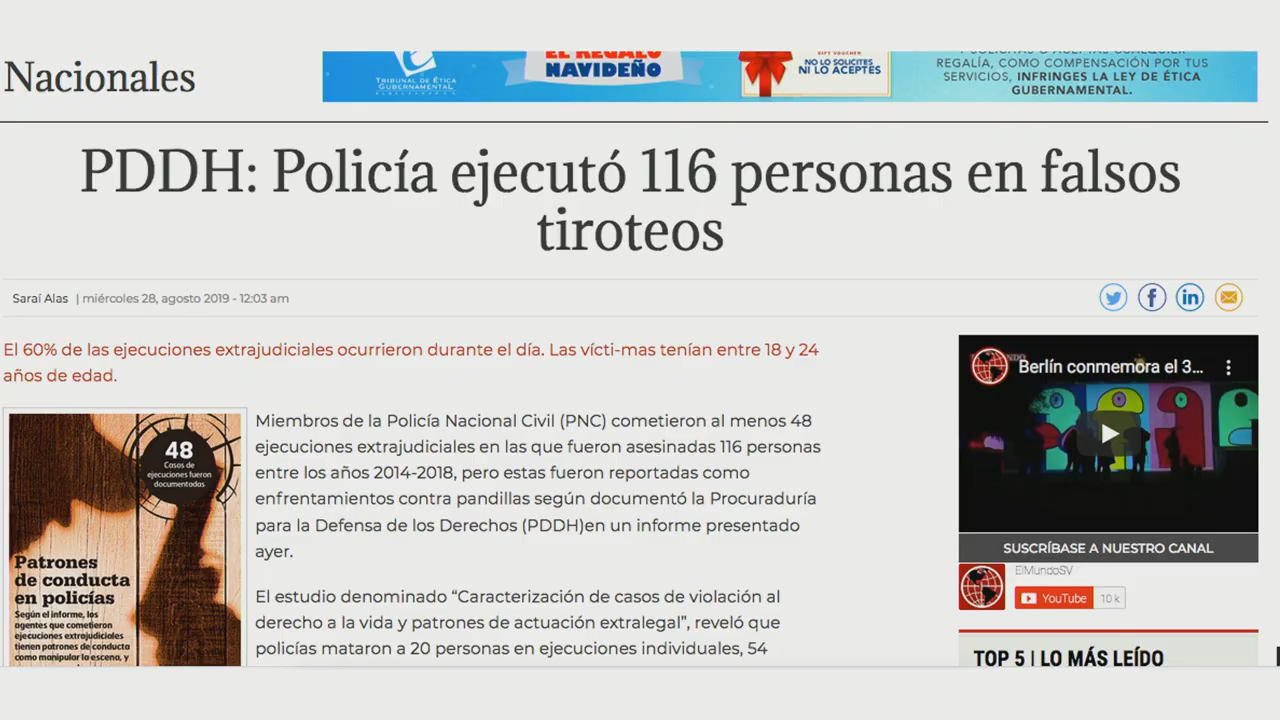 Nacionales
TRIBUNAL DE ÉTICA
GUBERNAMENTAL
EL REGALO
NAVIDEÑO
GIFT VOUCHER
NO LO SOLICITES
NI LO ACEPTES
REGALÍA, COMO COMPENSACIÓN POR TUS
SERVICIOS, INFRINGES LA LEY DE ÉTICA
GUBERNAMENTAL.
PDDH: Policía ejecutó 116 personas en falsos
tiroteos
Saraí Alas | miércoles 28, agosto 2019 - 12:03 am
El 60% de las ejecuciones extrajudiciales ocurrieron durante el día. Las vícti-mas tenían entre 18 y 24
años de edad.
48
Casos de
ejecuciones fueron
documentadas
Patrones
de conducta
en policías
Según el informe, los
agentes que cometieron
ejecuciones extrajudiciales
tienen patrones de conducta
como manipular la escena, y
Miembros de la Policía Nacional Civil (PNC) cometieron al menos 48
ejecuciones extrajudiciales en las que fueron asesinadas 116 personas
entre los años 2014-2018, pero estas fueron reportadas como
enfrentamientos contra pandillas según documentó la Procuraduría
para la Defensa de los Derechos (PDDH)en un informe presentado
ayer.
El estudio denominado “Caracterización de casos de violación al
derecho a la vida y patrones de actuación extralegal”, reveló que
policías mataron a 20 personas en ejecuciones individuales, 54
Berlín conmemora el 3...
SUSCRÍBASE A NUESTRO CANAL
ElMundoSV
YouTube 10 k
TOP 5 | LO MÁS LEÍDO